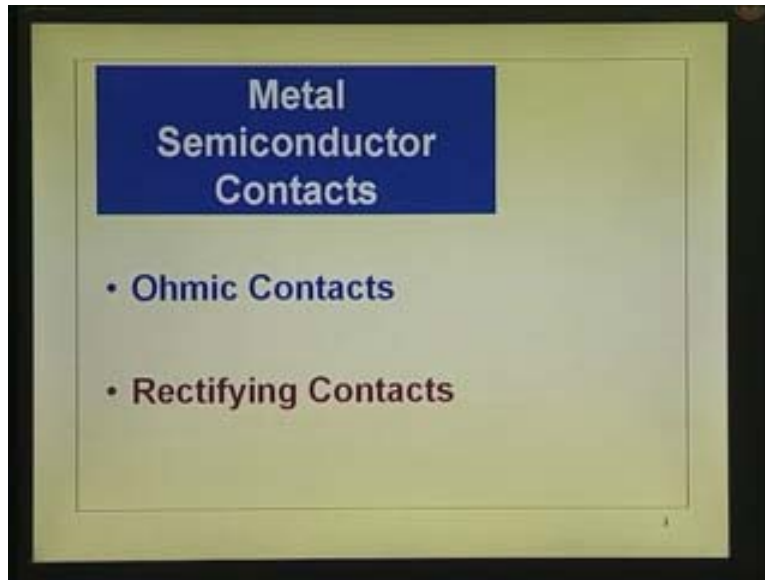 Metal
Semiconductor
Contacts
• Ohmic Contacts
• Rectifying Contacts